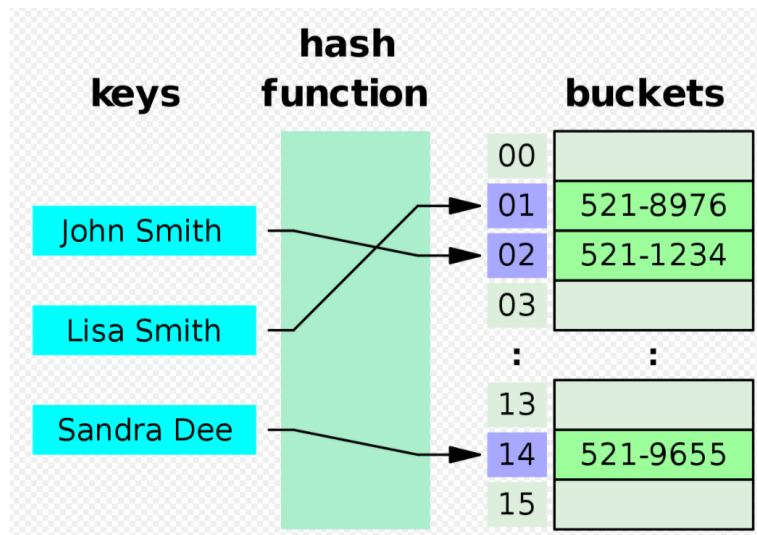 keys
hash
function
buckets
John Smith
Lisa Smith
Sandra Dee
00
01 521-8976
02 521-1234
03
: :
13
14 521-9655
15